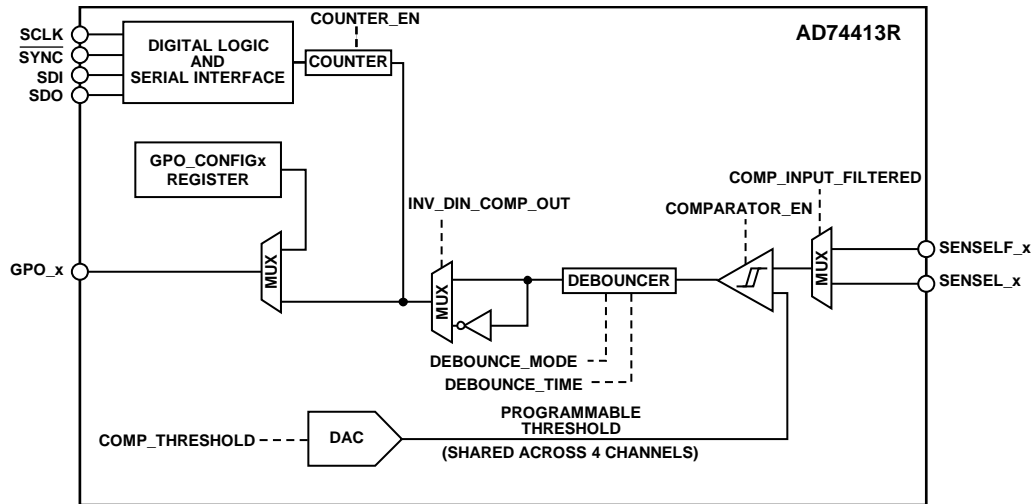 COUNTER_EN
AD74413R
SCLK
SYNC
SDI
SDO
DIGITAL LOGIC
AND
SERIAL INTERFACE
COUNTER
GPO_CONFIGx
REGISTER
COMP_INPUT_FILTERED
INV_DIN_COMP_OUT
COMPARATOR_EN
SENSELF_x
SENSEL_x
MUX
GPO_x
MUX
MUX
DEBOUNCER
DEBOUNCE_MODE
DEBOUNCE_TIME
COMP_THRESHOLD
DAC
PROGRAMMABLE
THRESHOLD
(SHARED ACROSS 4 CHANNELS)